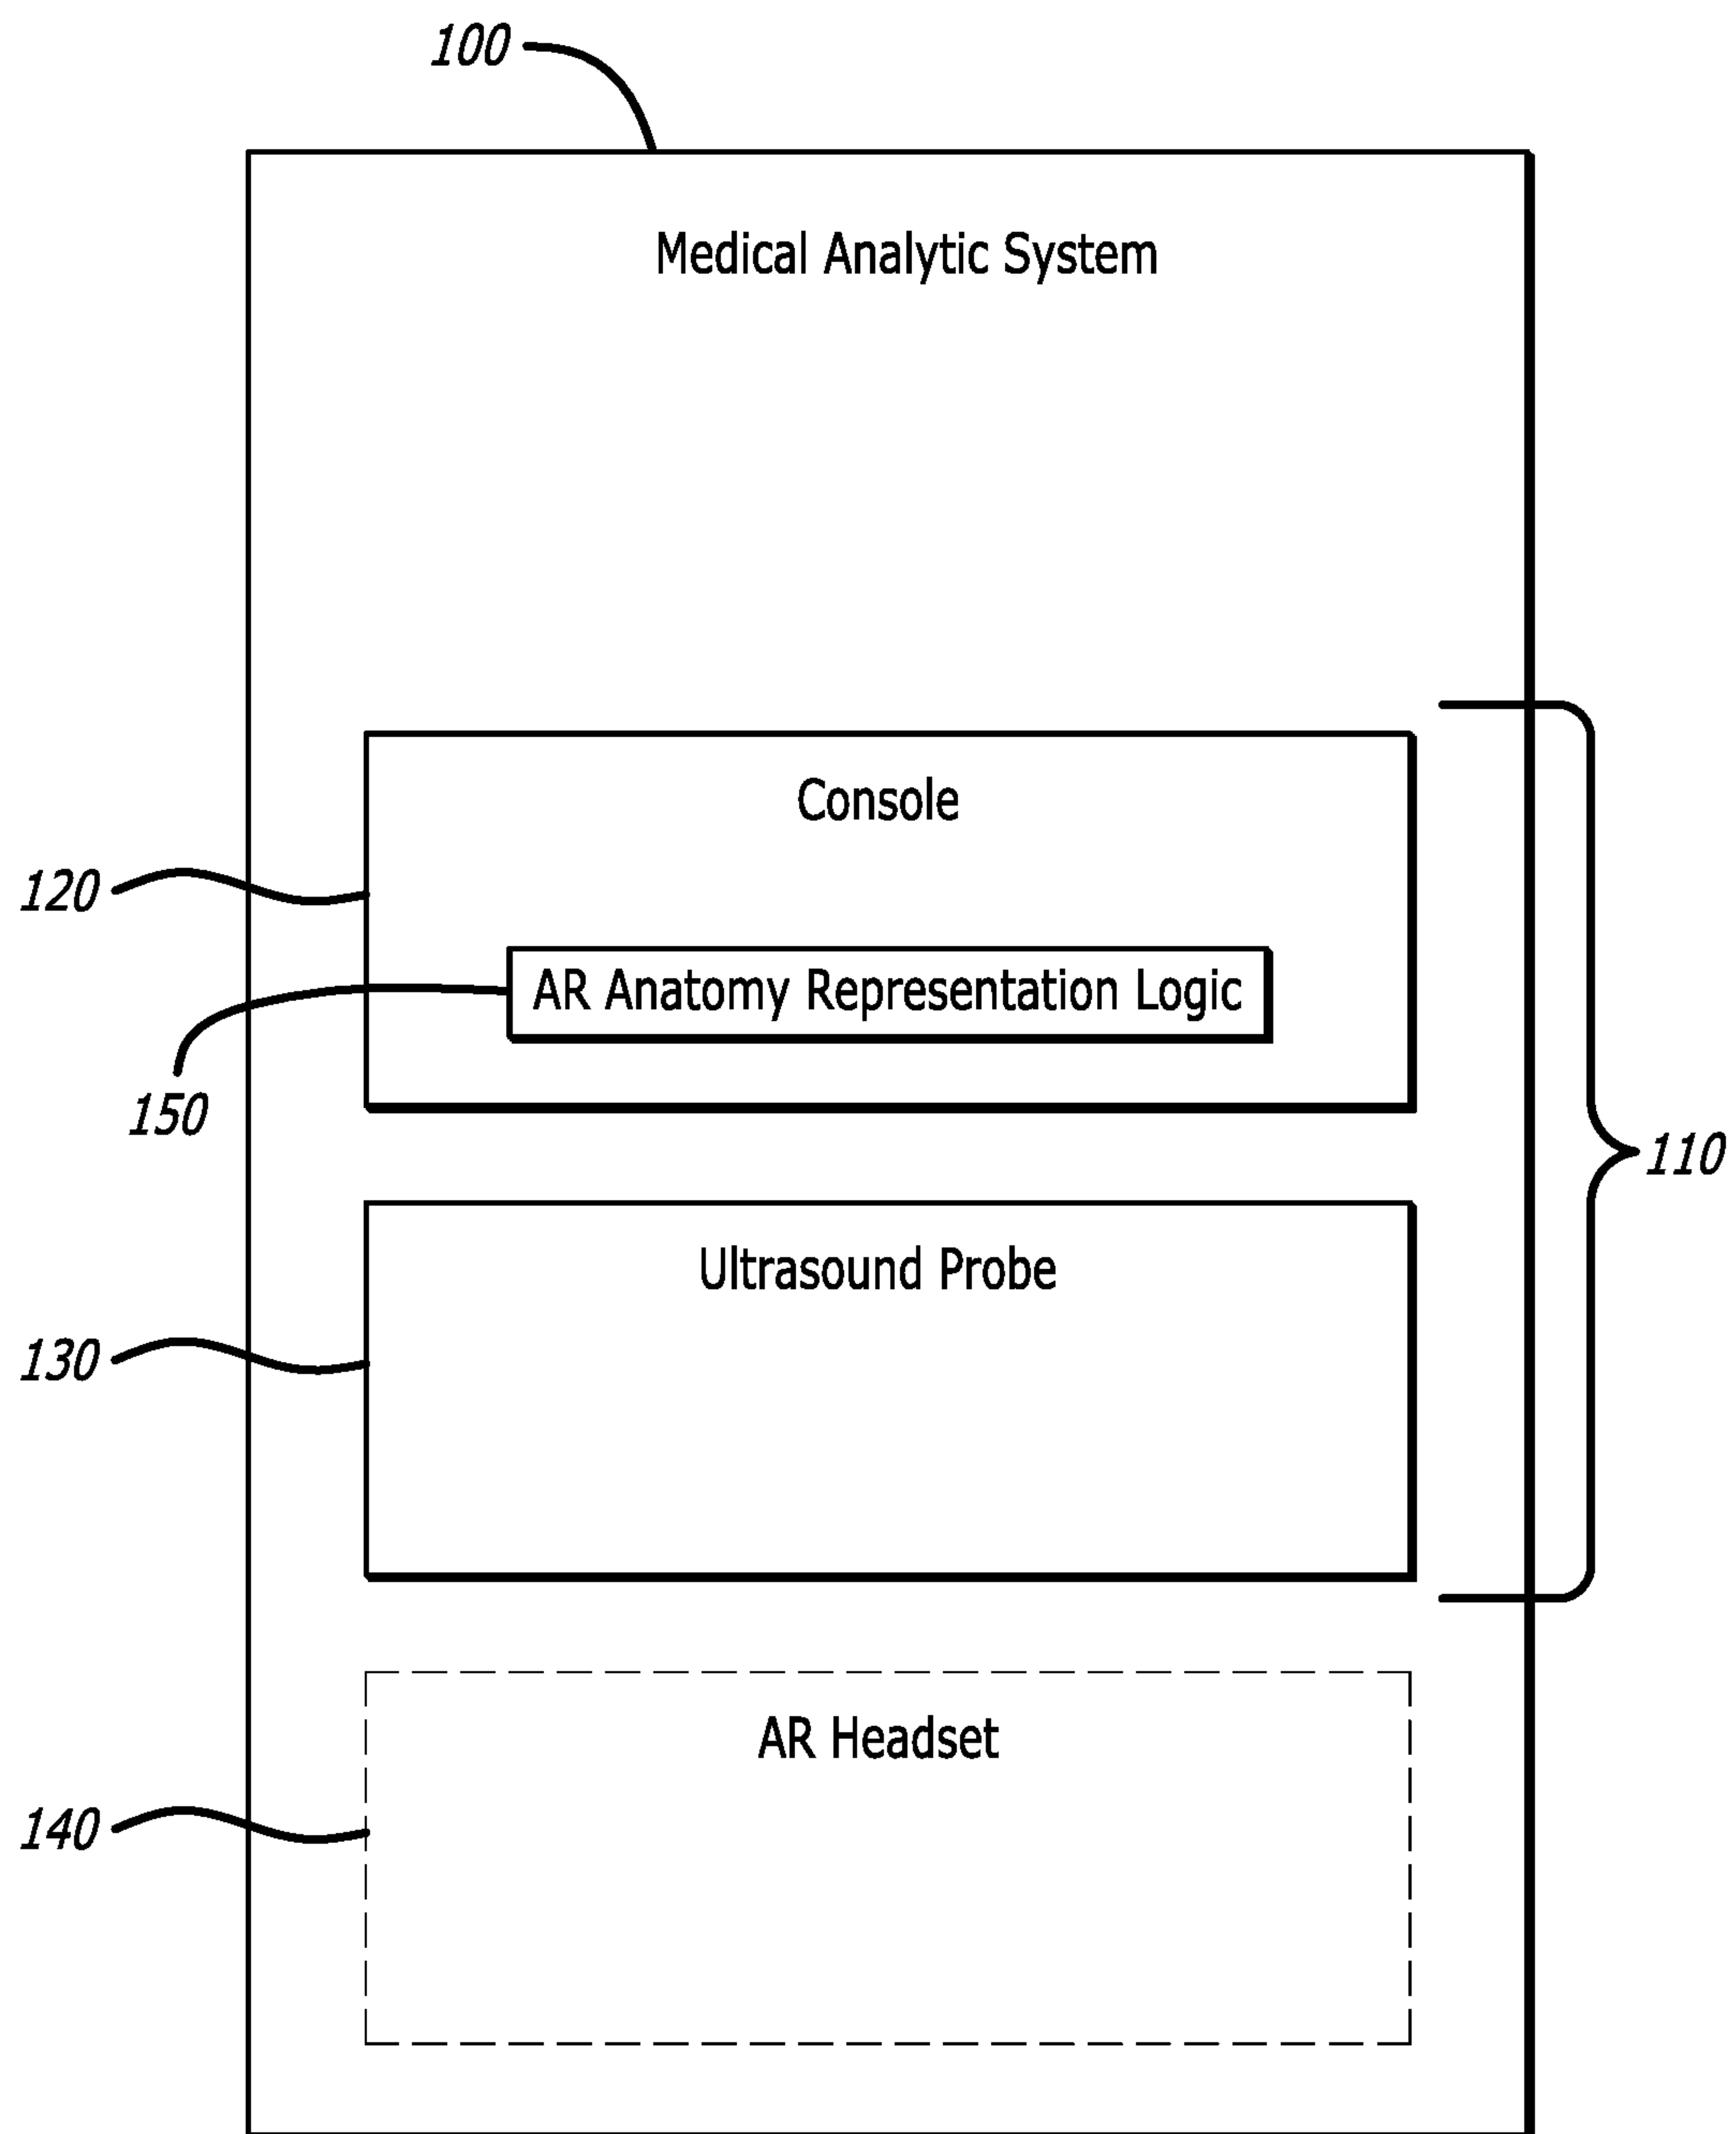 100
Medical Analytic System
Console
120
AR Anatomy Representation Logic
150
110
Ultrasound Probe
130
AR Headset
140